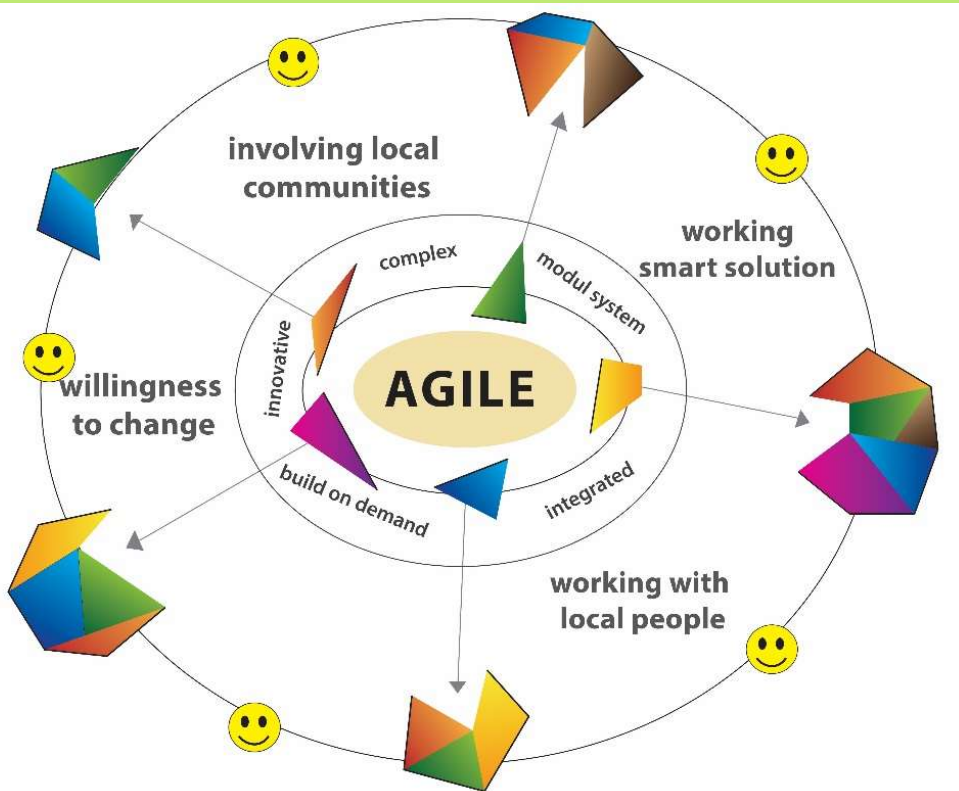 involving local
communities
working
smart solution
complex
modul system
innovative
AGILE
willingness
to change
build on demand
integrated
working with
local people